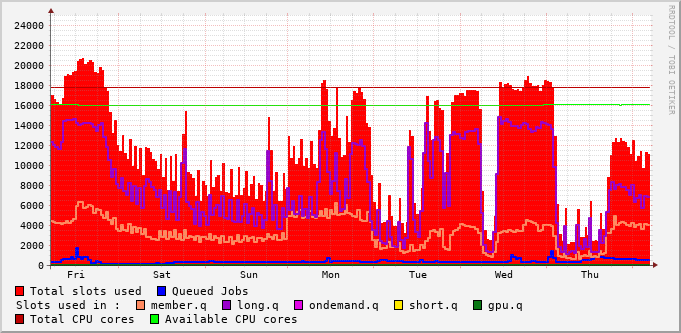 RRDTOOL / TOBI OETIKER
24000
22000
20000
18000
16000
14000
12000
10000
8000
6000
4000
2000
0
Fri Sat Sun Mon Tue Wed Thu
Total slots used Queued Jobs
Slots used in : member.q long.q ondemand.q short.q gpu.q
Total CPU cores Available CPU cores